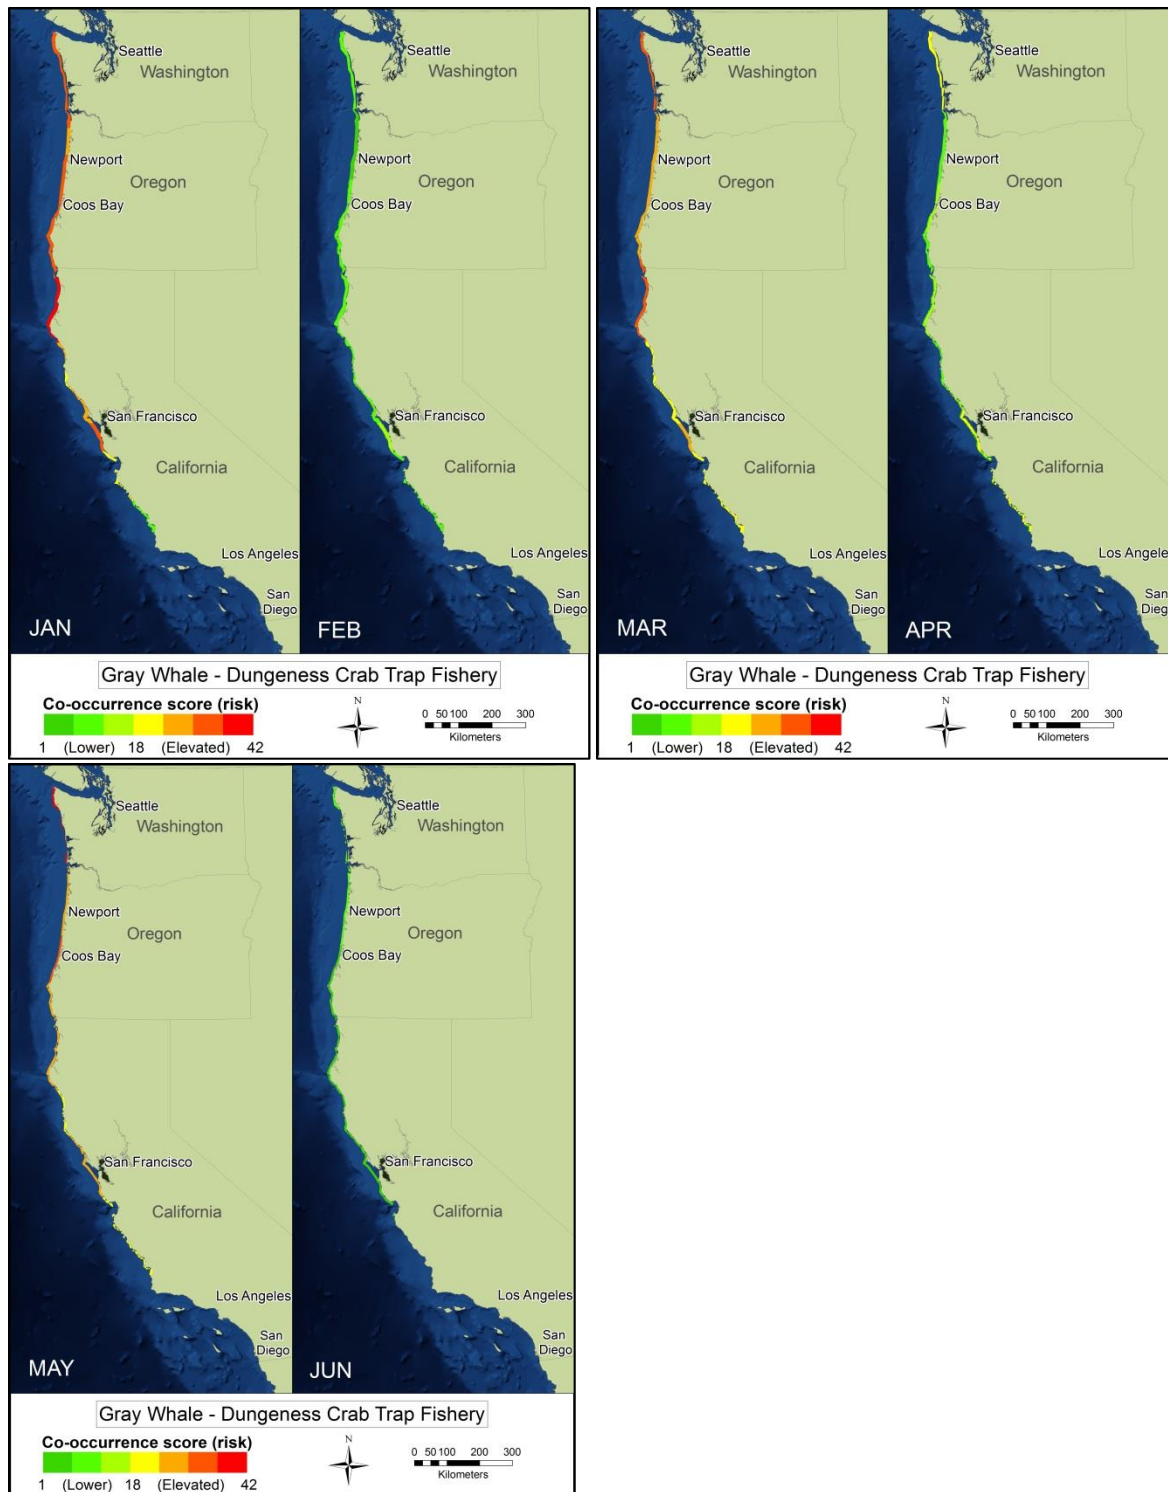 Seattle
Washington
Newport
Oregon
Coos Bay
San Francisco
California
Los Angeles
San
Diego
JAN
Seattle
Washington
Newport
Oregon
Coos Bay
San Francisco
California
Los Angeles
San
Diego
FEB
Gray Whale - Dungeness Crab Trap Fishery
Co-occurrence score (risk)
1 (Lower) 18 (Elevated) 42
N
0 50 100 200 300
Kilometers
Seattle
Washington
Newport
Oregon
Coos Bay
San Francisco
California
Los Angeles
San
Diego
MAR
Seattle
Washington
Newport
Oregon
Coos Bay
San Francisco
California
Los Angeles
San
Diego
APR
Gray Whale - Dungeness Crab Trap Fishery
Co-occurrence score (risk)
1 (Lower) 18 (Elevated) 42
N
0 50 100 200 300
Kilometers
Seattle
Washington
Newport
Oregon
Coos Bay
San Francisco
California
Los Angeles
San
Diego
MAY
Seattle
Washington
Newport
Oregon
Coos Bay
San Francisco
California
Los Angeles
San
Diego
JUN
Gray Whale - Dungeness Crab Trap Fishery
Co-occurrence score (risk)
1 (Lower) 18 (Elevated) 42
N
0 50 100 200 300
Kilometers